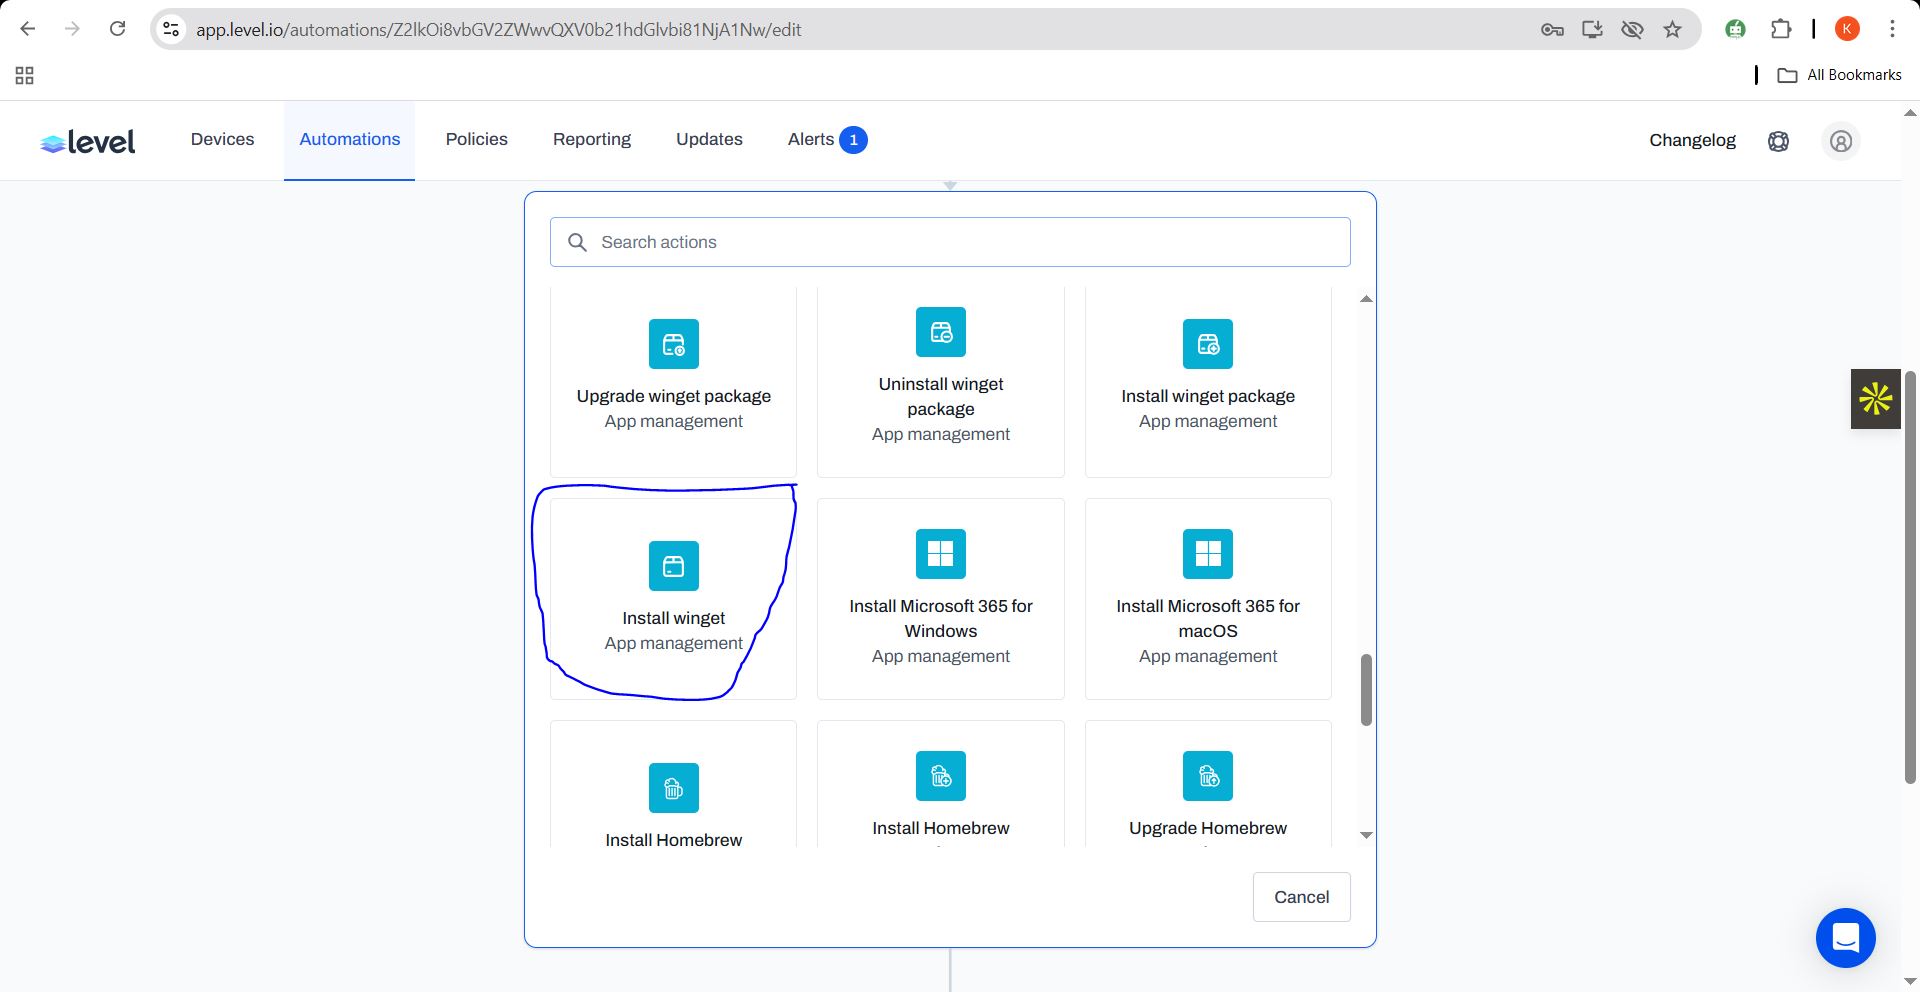 app.level.io/automations/Z2lkOi8vbGV2ZWwvQXV0b21hdGlvbi81NjA1Nw/edit
K
All Bookmarks
level
Devices
Automations
Policies
Reporting
Updates
Alerts 1
Changelog
Search actions
Upgrade winget package
App management
Uninstall winget
package
App management
Install winget package
App management
Install winget
App management
Install Microsoft 365 for
Windows
App management
Install Microsoft 365 for
macOS
App management
Install Homebrew
Install Homebrew
Upgrade Homebrew
Cancel